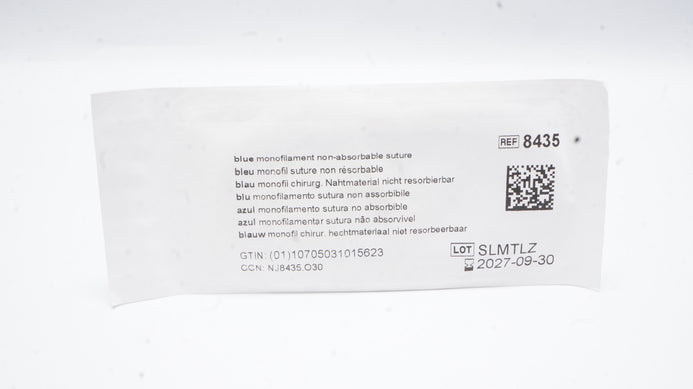 REF 8435
blue monofilament non-absorbable suture
bleu monofil suture non résorbable
blau monofil chirurg. Nahtmaterial nicht resorbierbar
blu monofilamento sutura non assorbibile
azul monofilamento sutura no absorbible
azul monofilamentar sutura não absorvivel
blauw monofil chirur. hechtmateriaal niet resorbeerbaar
GTIN: (01)10705031015623
CCN: NJ8435.O30
LOT SLMTLZ
2027-09-30